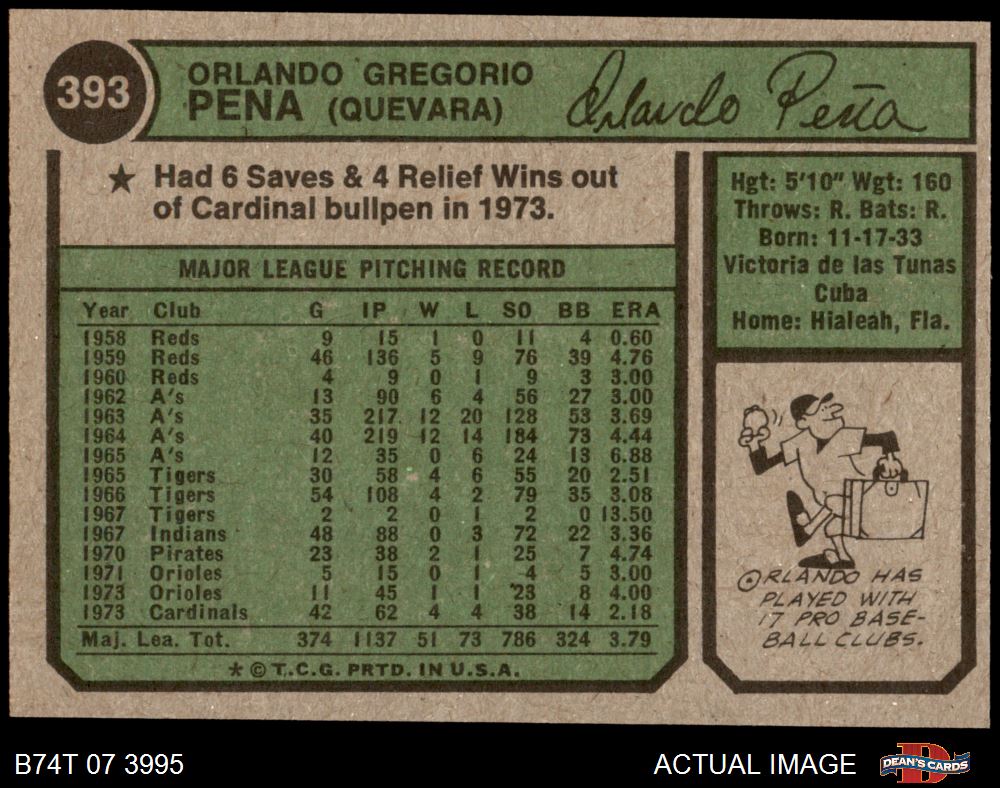 393
ORLANDO GREGORIO
PENA (QUEVARA)
Orlando Peña
★ Had 6 Saves & 4 Relief Wins out
of Cardinal bullpen in 1973.
MAJOR LEAGUE PITCHING RECORD
Year Club G IP W L SO BB ERA
1958 Reds 9 15 1 0 11 4 0.60
1959 Reds 46 136 5 9 76 39 4.76
1960 Reds 4 9 0 1 9 3 3.00
1962 A's 13 90 6 4 56 27 3.00
1963 A's 35 217 12 20 128 53 3.69
1964 A's 40 219 12 14 184 73 4.44
1965 A's 12 35 0 6 24 13 6.88
1965 Tigers 30 58 4 6 55 20 2.51
1966 Tigers 54 108 4 2 79 35 3.08
1967 Tigers 2 2 0 1 2 0 13.50
1967 Indians 48 88 0 3 72 22 3.36
1970 Pirates 23 38 2 1 25 7 4.74
1971 Orioles 5 15 0 1 4 5 3.00
1973 Orioles 11 45 1 1 23 8 4.00
1973 Cardinals 42 62 4 4 38 14 2.18
Maj. Lea. Tot. 374 1137 51 73 786 324 3.79
★ © T.C.G. PRTD. IN U.S.A.
Hgt: 5'10" Wgt: 160
Throws: R. Bats: R.
Born: 11-17-33
Victoria de las Tunas
Cuba
Home: Hialeah, Fla.
ORLANDO HAS
PLAYED WITH
17 PRO BASE-
BALL CLUBS.
B74T 07 3995
ACTUAL IMAGE
D
DEAN'S CARDS